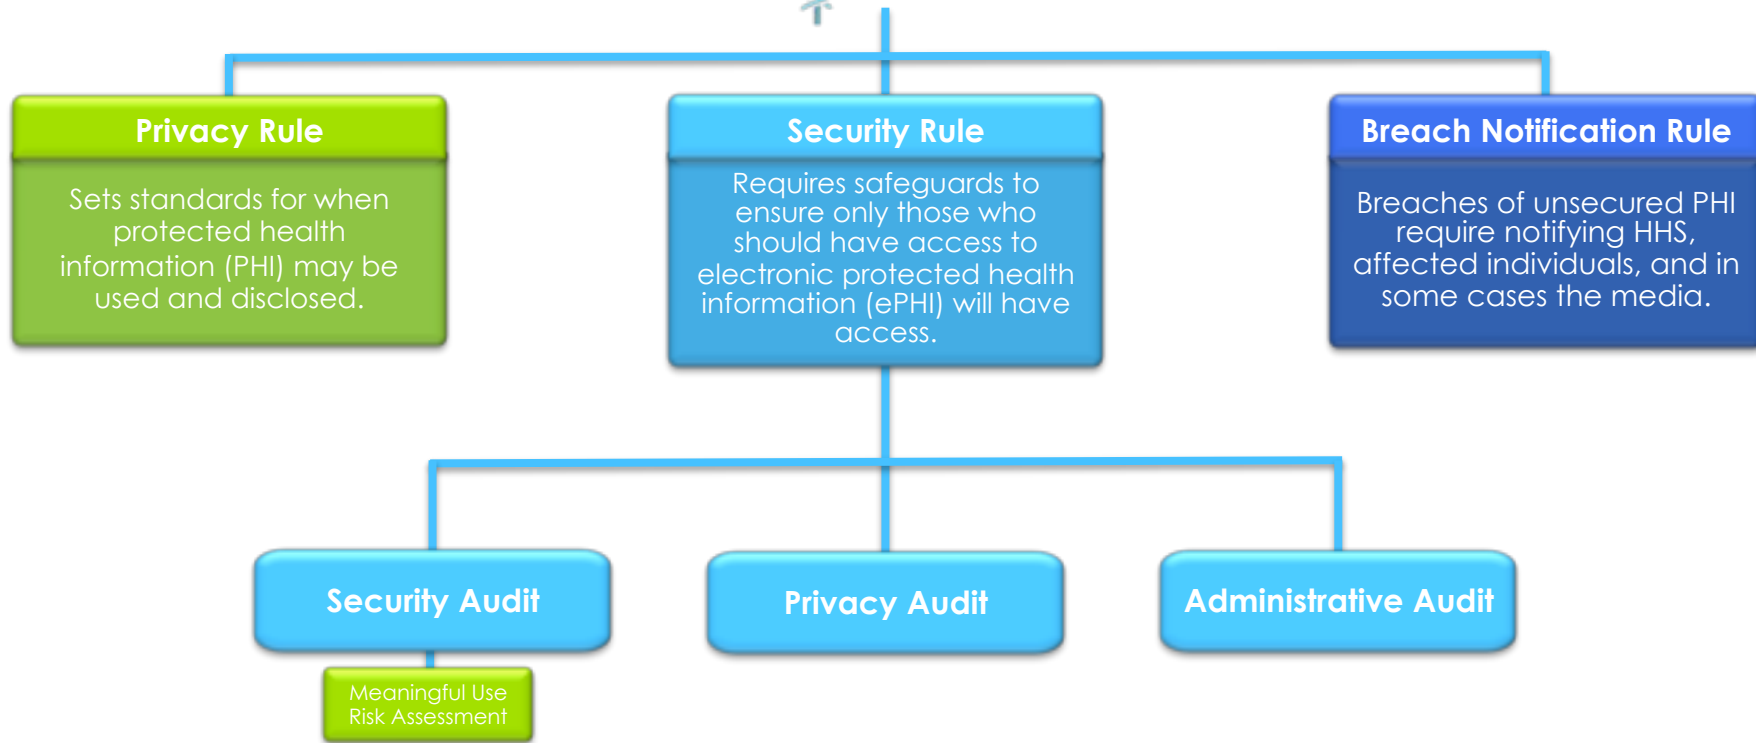 Privacy Rule
Sets standards for when
protected health
information (PHI) may be
used and disclosed.
Security Rule
Requires safeguards to
ensure only those who
should have access to
electronic protected health
information (ePHI) will have
access.
Breach Notification Rule
Breaches of unsecured PHI
require notifying HHS,
affected individuals, and in
some cases the media.
Security Audit
Privacy Audit
Administrative Audit
Meaningful Use
Risk Assessment